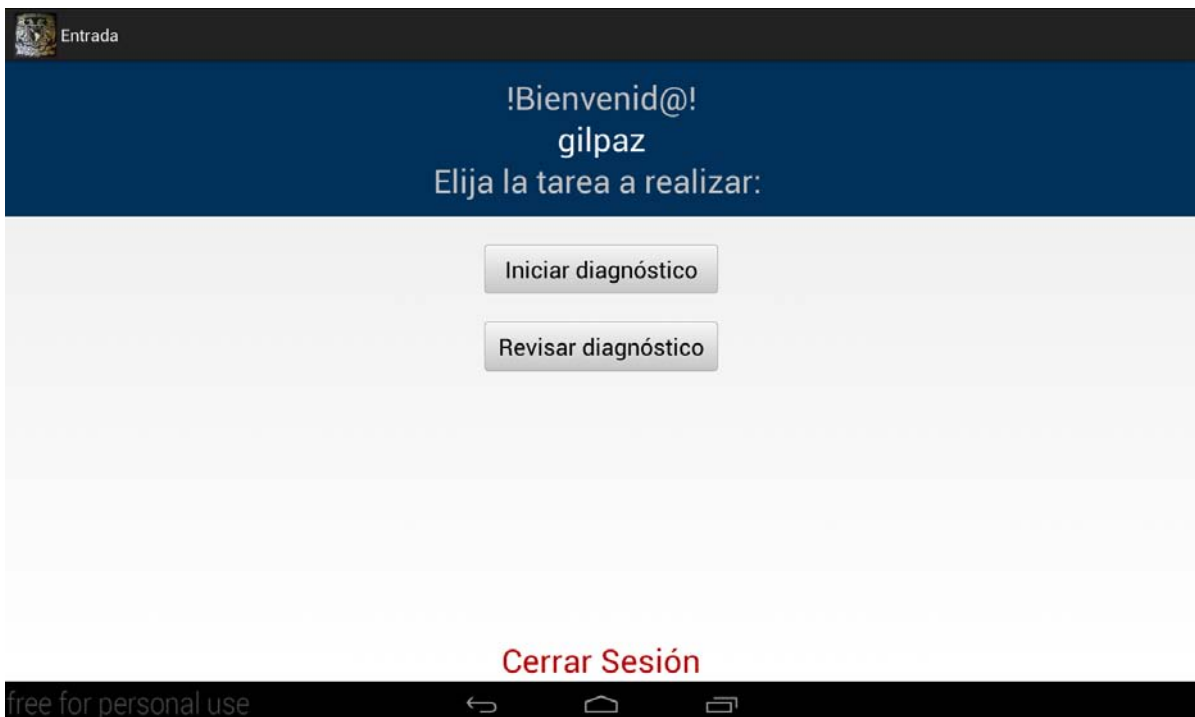 Entrada
!Bienvenid@!
gilpaz
Elija la tarea a realizar:
Iniciar diagnóstico
Revisar diagnóstico
Cerrar Sesión
free for personal use